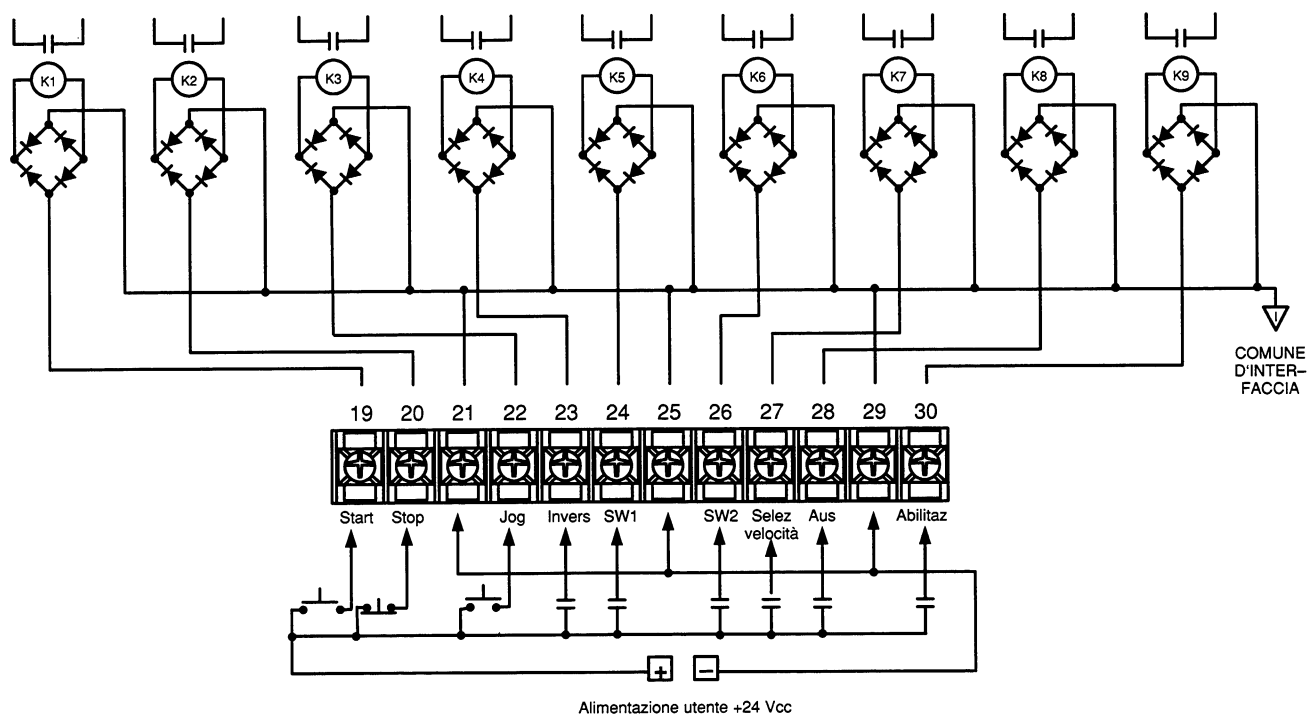 K1 K2 K3 K4 K5 K6 K7 K8 K9
COMUNE
D'INTER–
FACCIA
19 20 21 22 23 24 25 26 27 28 29 30
Start Stop Jog Invers SW1 SW2 Selez Aus Abilitaz
velocità
+ –
Alimentazione utente +24 Vcc